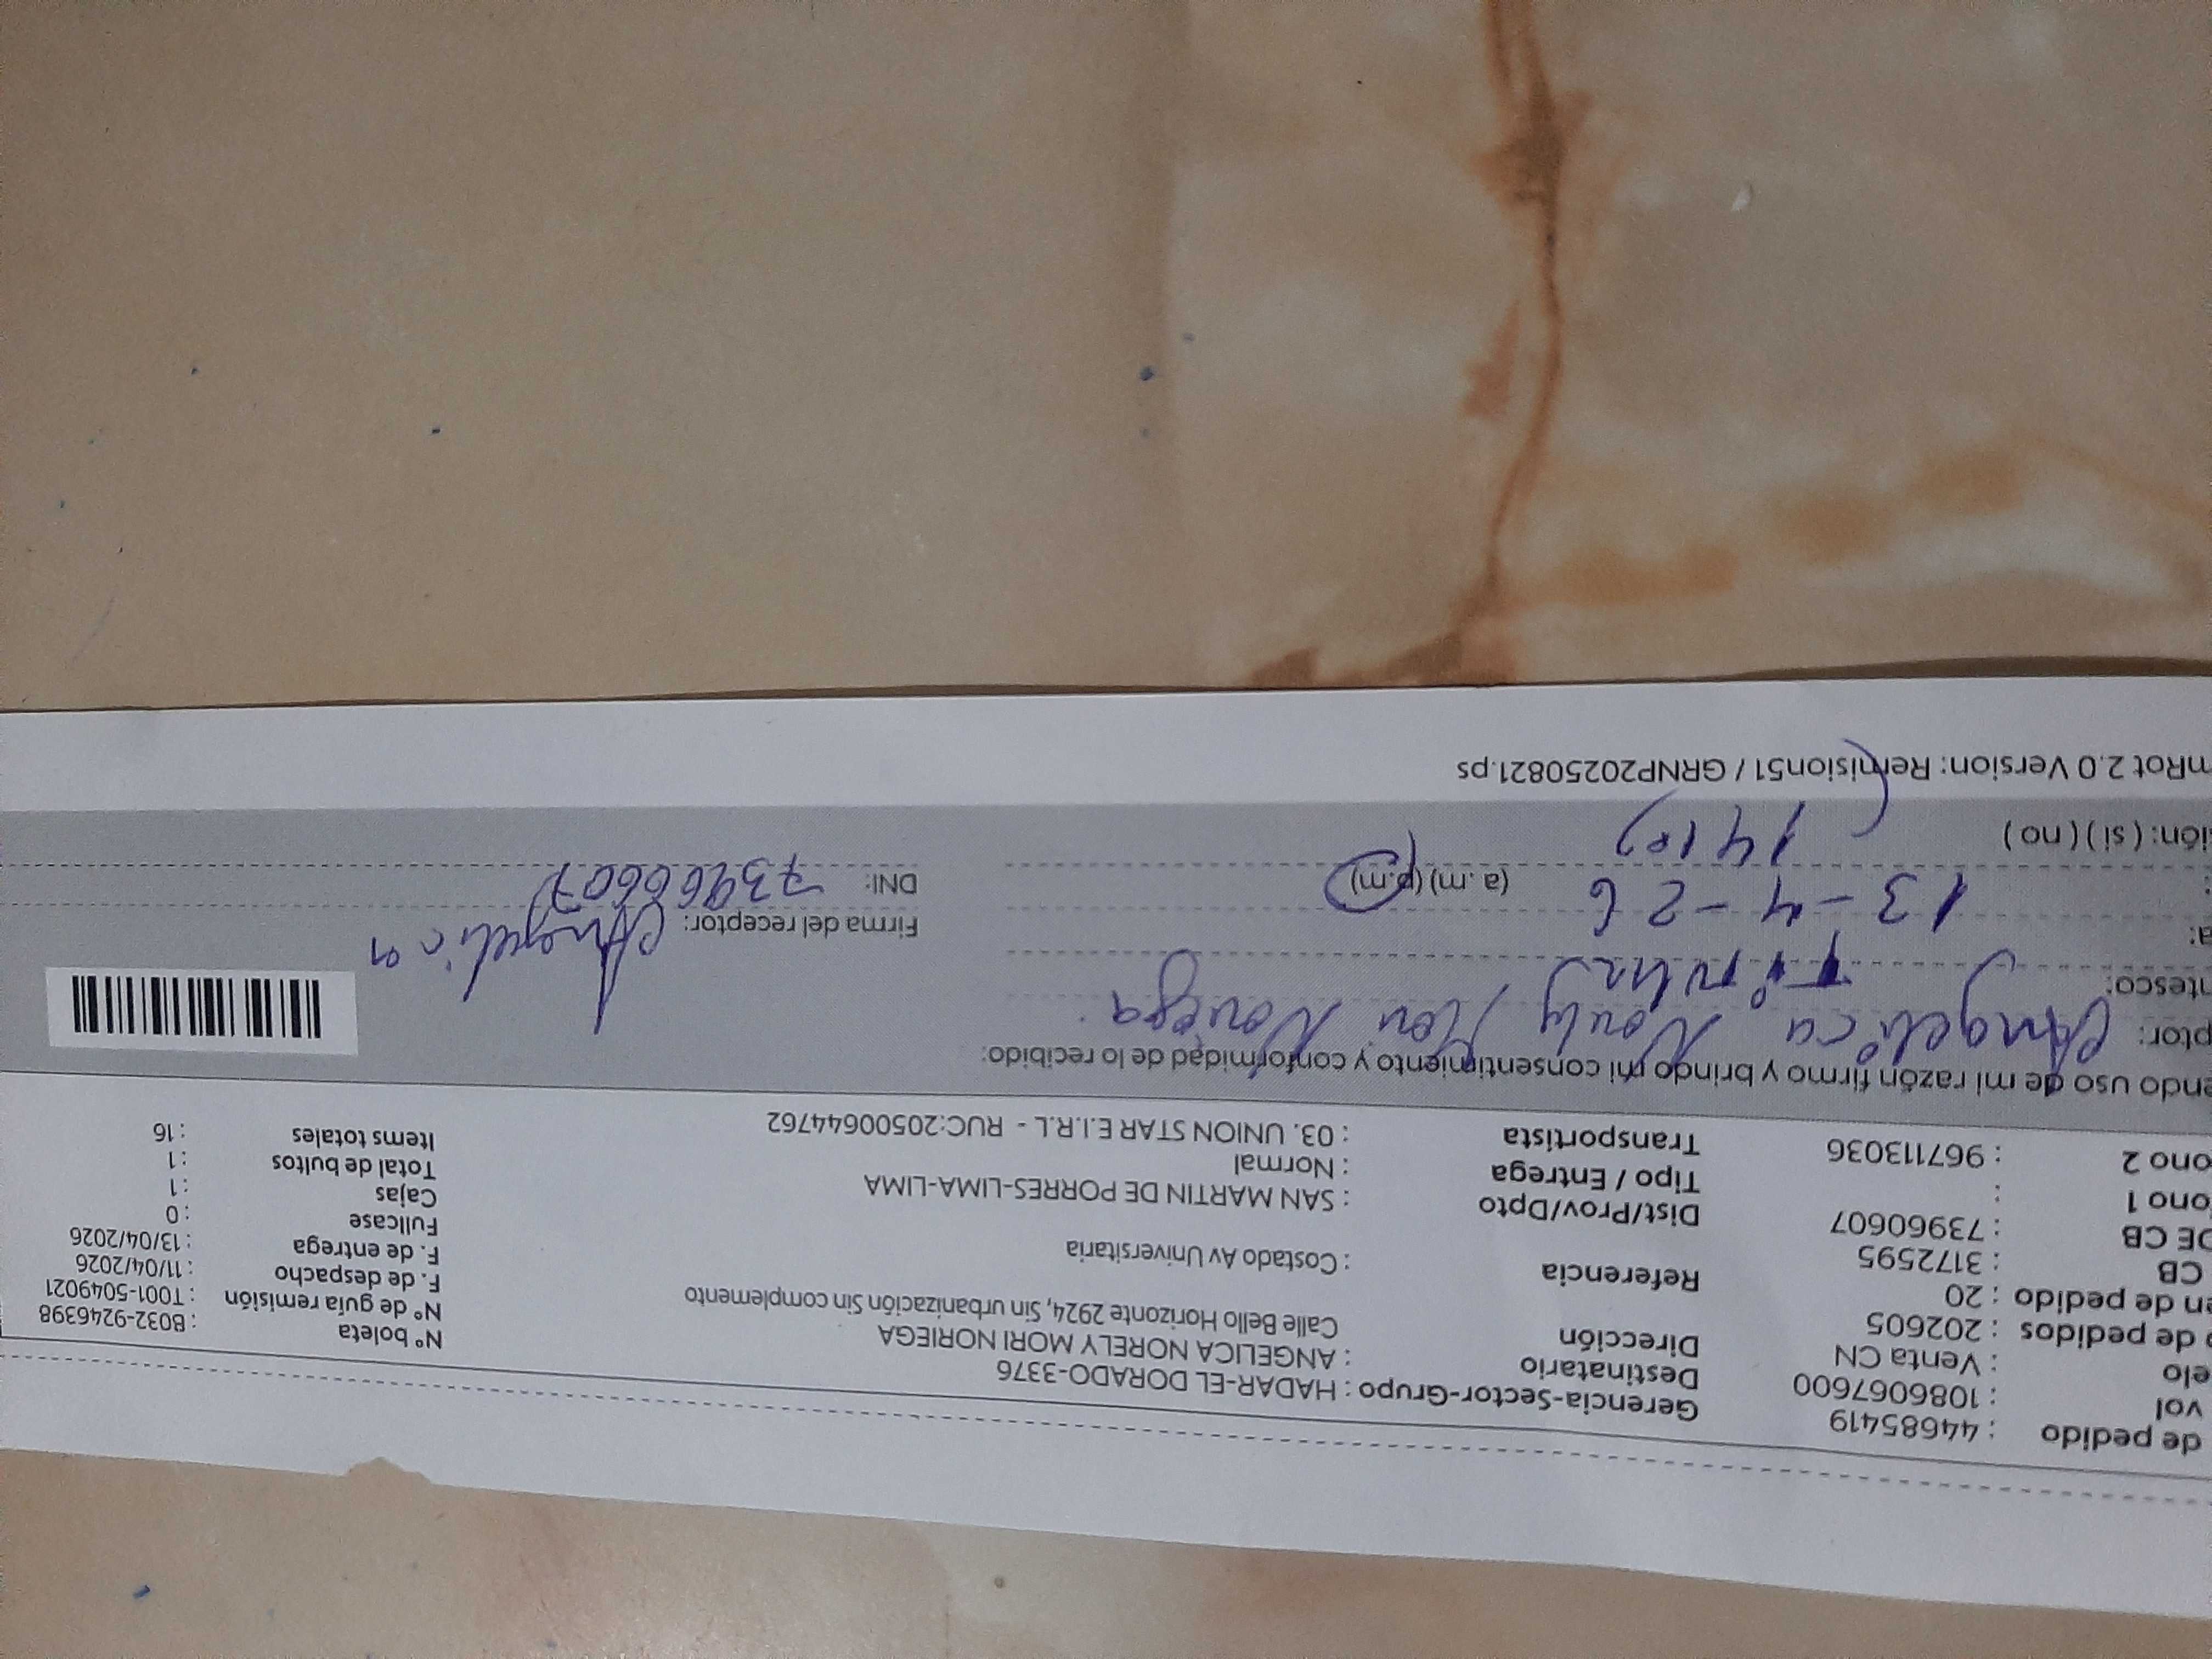 de pedido : 44685419 Gerencia-Sector-Grupo : HADAR-EL DORADO-3376
vol : 1086067600 Destinatario : ANGELICA NORELY MORI NORIEGA Nº boleta : B032-9246398
elo : Venta CN Dirección Calle Bello Horizonte 2924, Sin urbanización Sin complemento Nº de guía remisión : T001-5049021
de pedidos : 202605 F. de despacho : 11/04/2026
en de pedido : 20 Referencia : Costado Av Universitaria F. de entrega : 13/04/2026
CB : 3172595 Fullcase : 0
DE CB : 73960607 Dist/Prov/Dpto : SAN MARTIN DE PORRES-LIMA-LIMA Cajas : 1
fono 1 : Tipo / Entrega : Normal Total de bultos : 1
fono 2 : 967113036 Transportista : 03. UNION STAR E.I.R.L - RUC:20500644762 Items totales : 16
endo uso de mi razón firmo y brindo mi consentimiento y conformidad de lo recibido:
ptor: Angelica Norely Mori Noriega
ntesco: Titular
a: 13-4-26 Firma del receptor: Angelica
: (a.m) (p.m) DNI: 73960607
ión: ( si ) ( no )
mRot 2.0 Version: Remision51 / GRNP20250821.ps